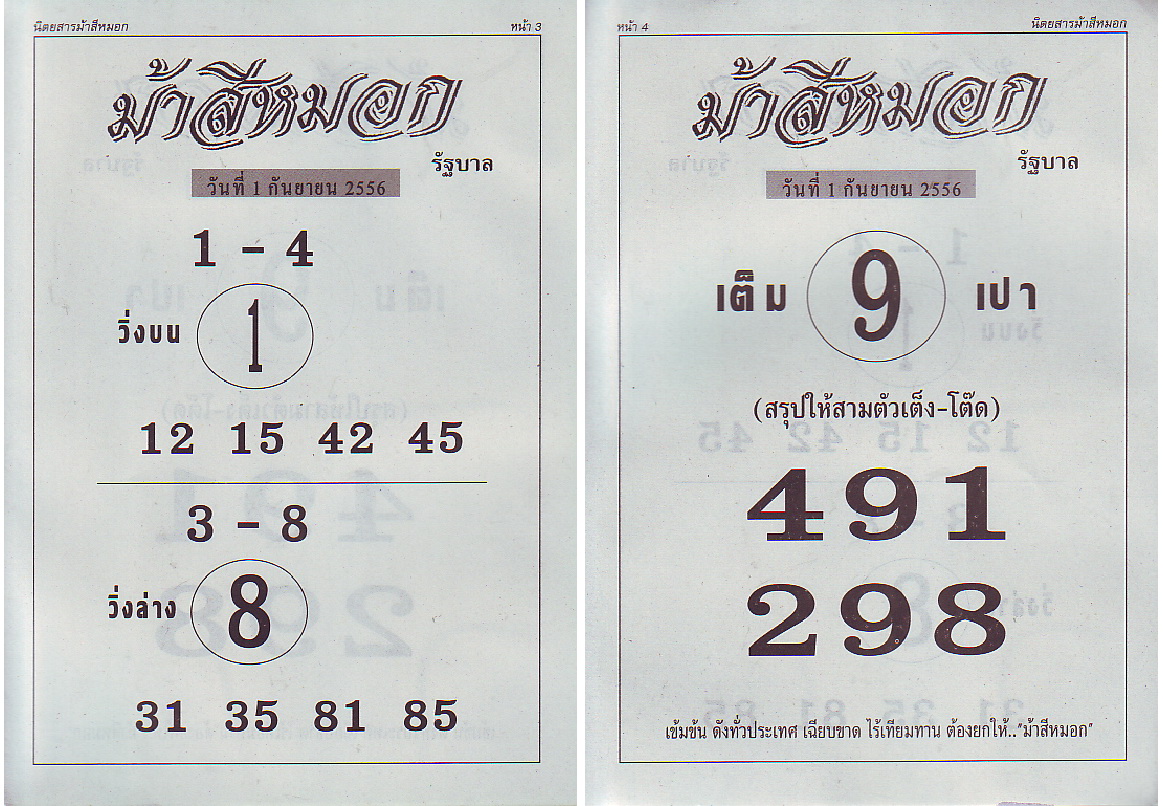 นิตยสารม้าสีหมอก
หน้า 3
ม้าสีหมอก
รัฐบาล
วันที่ 1 กันยายน 2556
1 - 4
วิ่งบน 1
12 15 42 45
3 - 8
วิ่งล่าง 8
31 35 81 85
หน้า 4
นิตยสารม้าสีหมอก
ม้าสีหมอก
รัฐบาล
วันที่ 1 กันยายน 2556
เต็ม 9 เปา
(สรุปให้สามตัวเต็ง-โต๊ด)
491
298
เข้มข้น ดังทั่วประเทศ เฉียบขาด ไร้เทียมทาน ต้องยกให้.."ม้าสีหมอก"